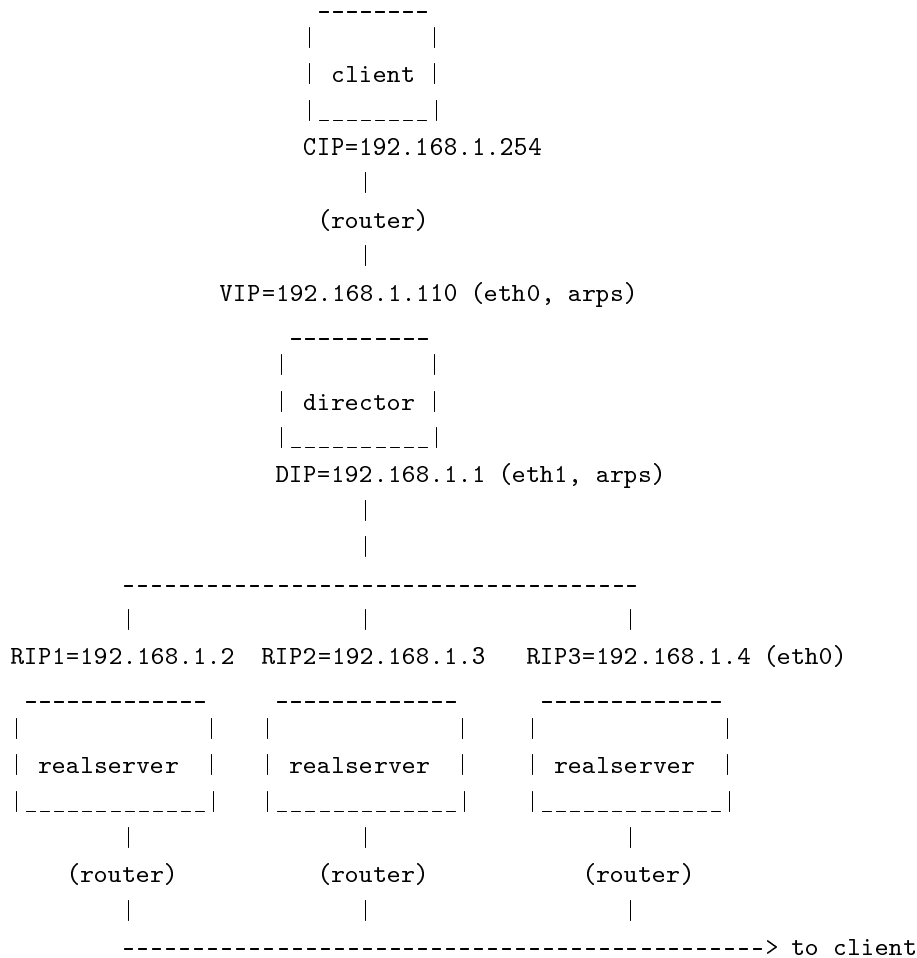 client
CIP=192.168.1.254
(router)
VIP=192.168.1.110 (eth0, arps)
director
DIP=192.168.1.1 (eth1, arps)
RIP1=192.168.1.2 RIP2=192.168.1.3 RIP3=192.168.1.4 (eth0)
realserver realserver realserver
(router) (router) (router)
to client